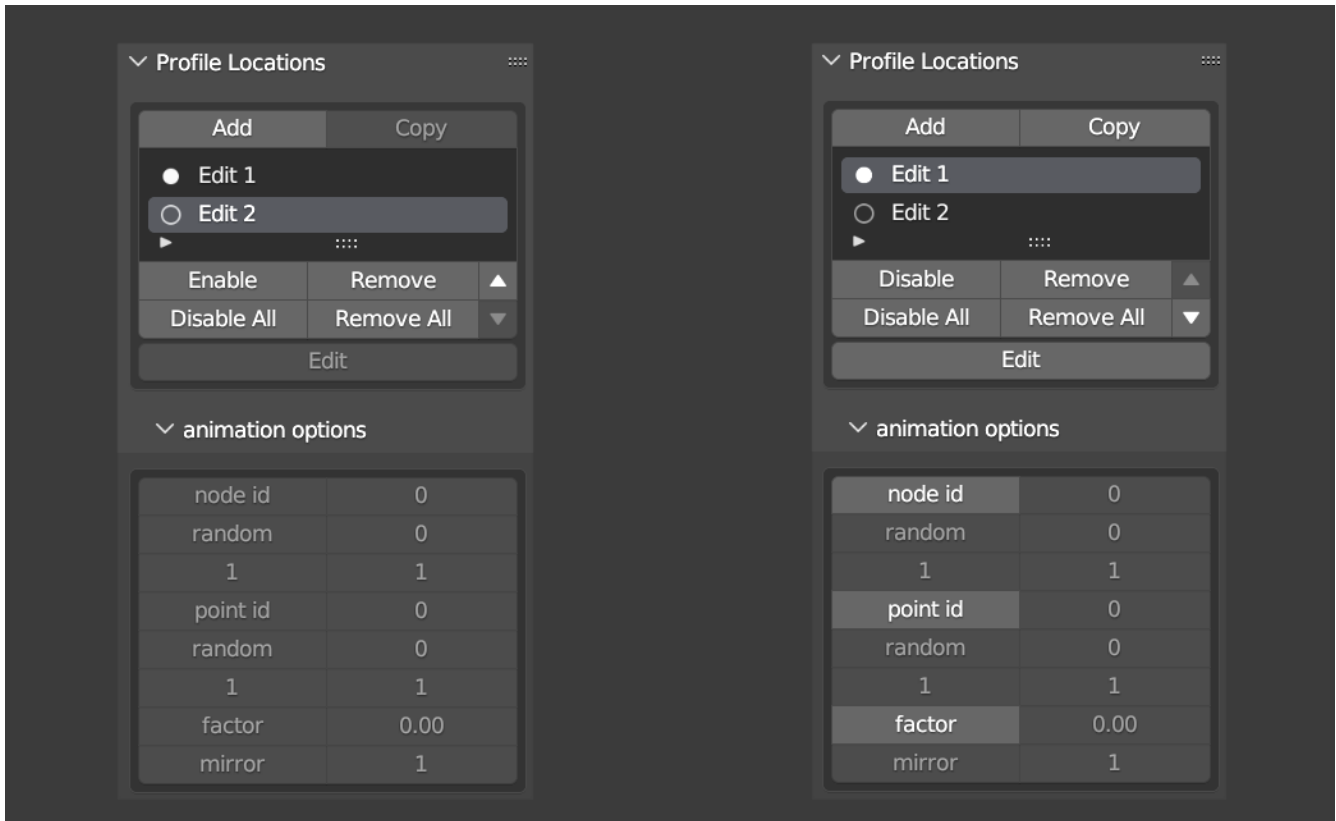 Profile Locations
Add Copy
Edit 1
Edit 2
Enable Remove
Disable All Remove All
Edit
animation options
node id 0
random 0
1 1
point id 0
random 0
1 1
factor 0.00
mirror 1
Profile Locations
Add Copy
Edit 1
Edit 2
Disable Remove
Disable All Remove All
Edit
animation options
node id 0
random 0
1 1
point id 0
random 0
1 1
factor 0.00
mirror 1